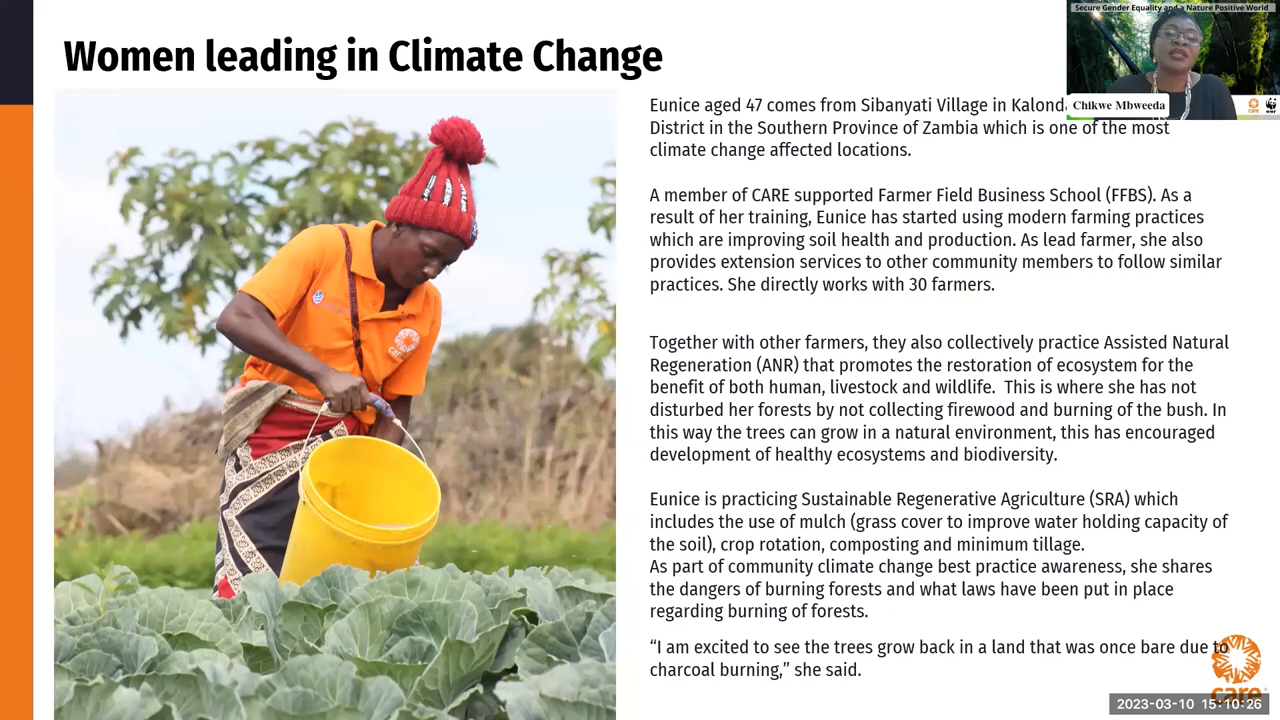 Secure Gender Equality and a Nature Positive World
Women leading in Climate Change
Chikwe Mbweeda
care
WWF
Eunice aged 47 comes from Sibanyati Village in Kalond
District in the Southern Province of Zambia which is one of the most
climate change affected locations.
A member of CARE supported Farmer Field Business School (FFBS). As a
result of her training, Eunice has started using modern farming practices
which are improving soil health and production. As lead farmer, she also
provides extension services to other community members to follow similar
practices. She directly works with 30 farmers.
Together with other farmers, they also collectively practice Assisted Natural
Regeneration (ANR) that promotes the restoration of ecosystem for the
benefit of both human, livestock and wildlife. This is where she has not
disturbed her forests by not collecting firewood and burning of the bush. In
this way the trees can grow in a natural environment, this has encouraged
development of healthy ecosystems and biodiversity.
Eunice is practicing Sustainable Regenerative Agriculture (SRA) which
includes the use of mulch (grass cover to improve water holding capacity of
the soil), crop rotation, composting and minimum tillage.
As part of community climate change best practice awareness, she shares
the dangers of burning forests and what laws have been put in place
regarding burning of forests.
“I am excited to see the trees grow back in a land that was once bare due to
charcoal burning,” she said.
care
care
2023-03-10 15:10:26